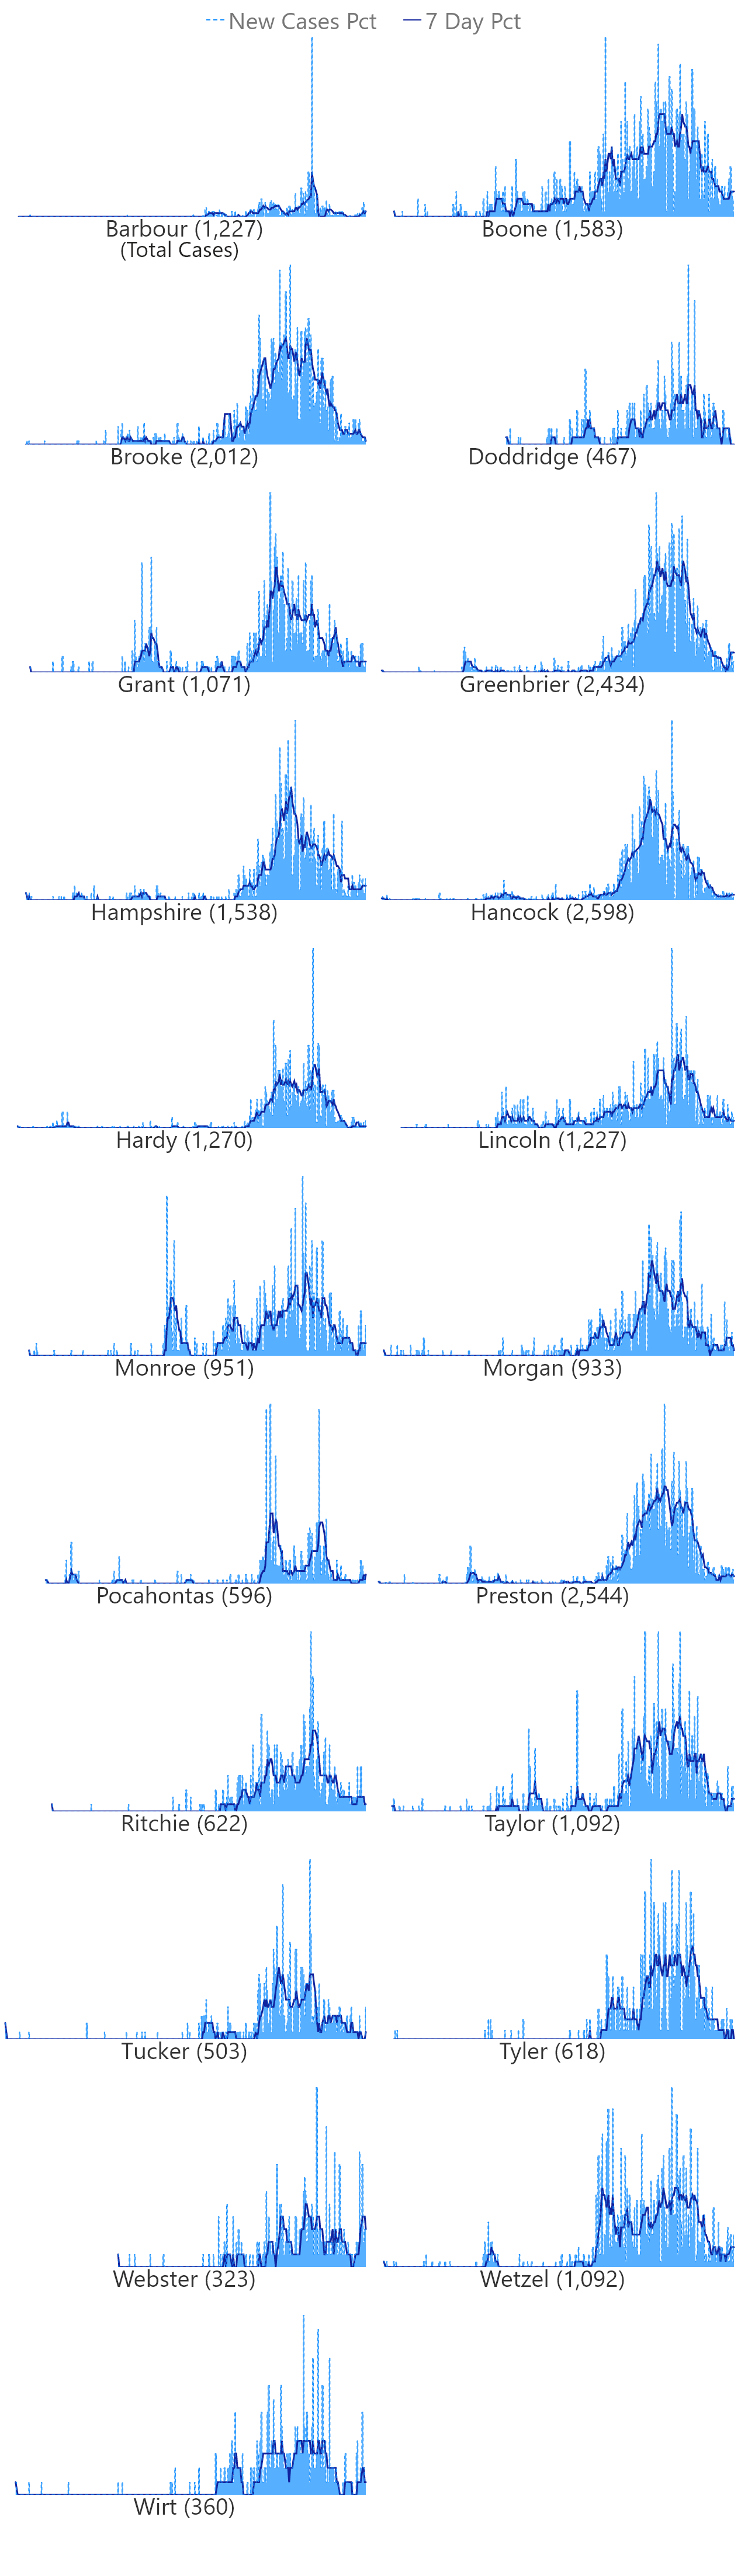 New Cases Pct 7 Day Pct
Barbour (1,227) Boone (1,583)
(Total Cases)
Brooke (2,012) Doddridge (467)
Grant (1,071) Greenbrier (2,434)
Hampshire (1,538) Hancock (2,598)
Hardy (1,270) Lincoln (1,227)
Monroe (951) Morgan (933)
Pocahontas (596) Preston (2,544)
Ritchie (622) Taylor (1,092)
Tucker (503) Tyler (618)
Webster (323) Wetzel (1,092)
Wirt (360)